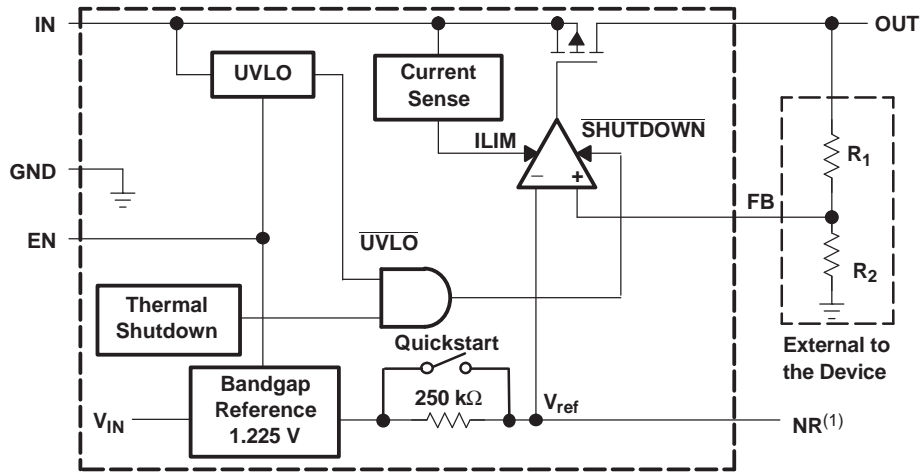 IN
OUT
UVLO
Current
Sense
SHUTDOWN
ILIM
R1
GND
− +
FB
EN
UVLO
R2
Thermal
Shutdown
Quickstart
External to
the Device
Bandgap
Reference
1.225 V
250 kΩ
Vref
VIN
NR(1)